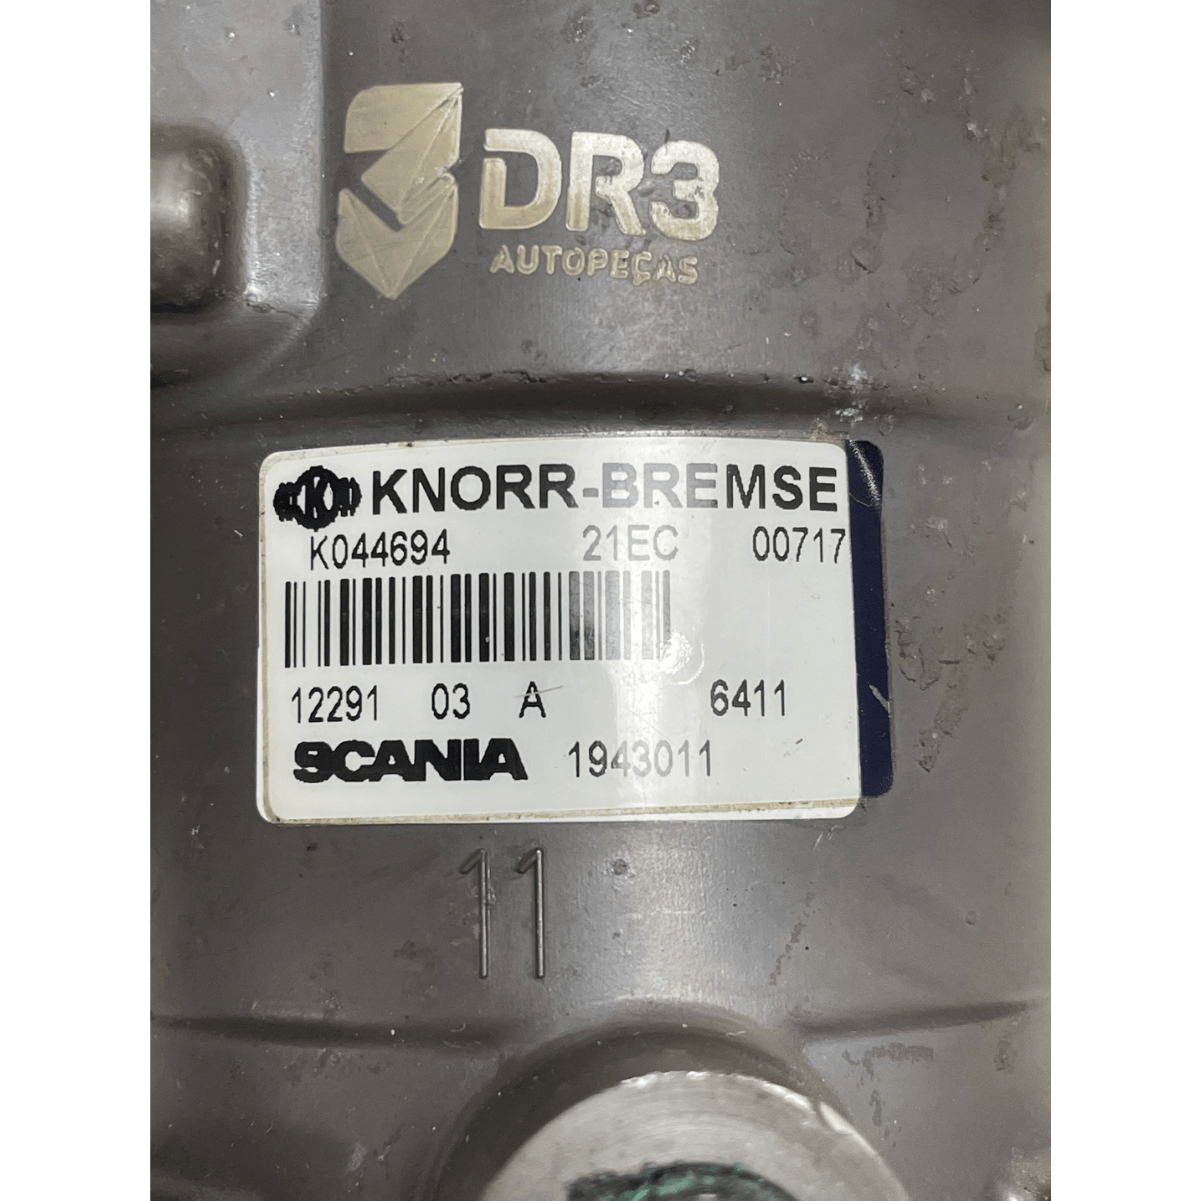 DR3
AUTOPEÇAS
KNORR-BREMSE
K044694 21EC 00717
12291 03 A 6411
SCANIA 1943011
11